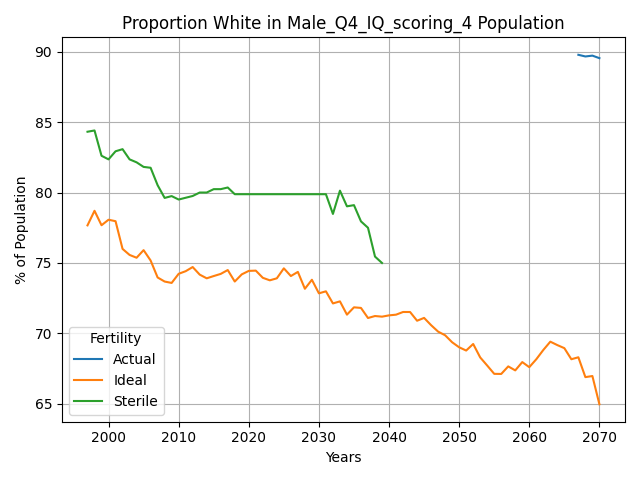 Proportion White in Male_Q4_IQ_scoring_4 Population
% of Population
90
85
80
75
70
65
Fertility
Actual
Ideal
Sterile
2000 2010 2020 2030 2040 2050 2060 2070
Years